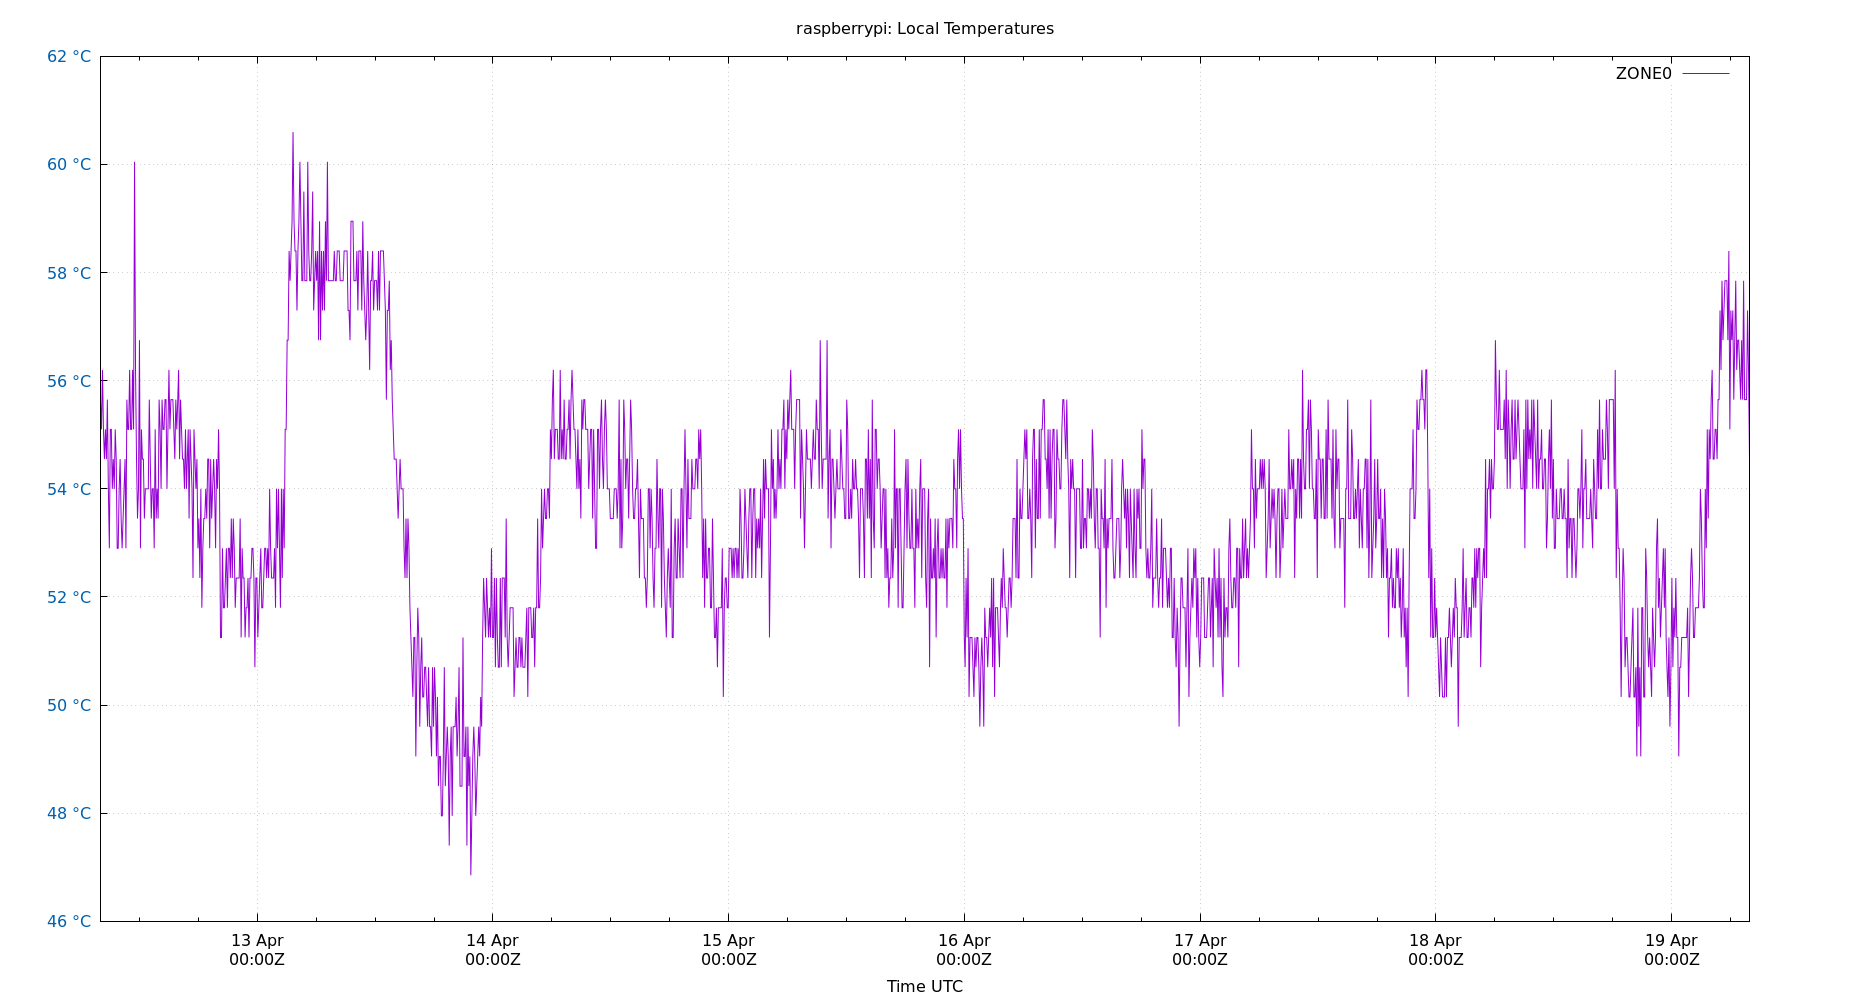 raspberrypi: Local Temperatures
62 °C
ZONE0
60 °C
58 °C
56 °C
54 °C
52 °C
50 °C
48 °C
46 °C
13 Apr 14 Apr 15 Apr 16 Apr 17 Apr 18 Apr 19 Apr
00:00Z 00:00Z 00:00Z 00:00Z 00:00Z 00:00Z 00:00Z
Time UTC